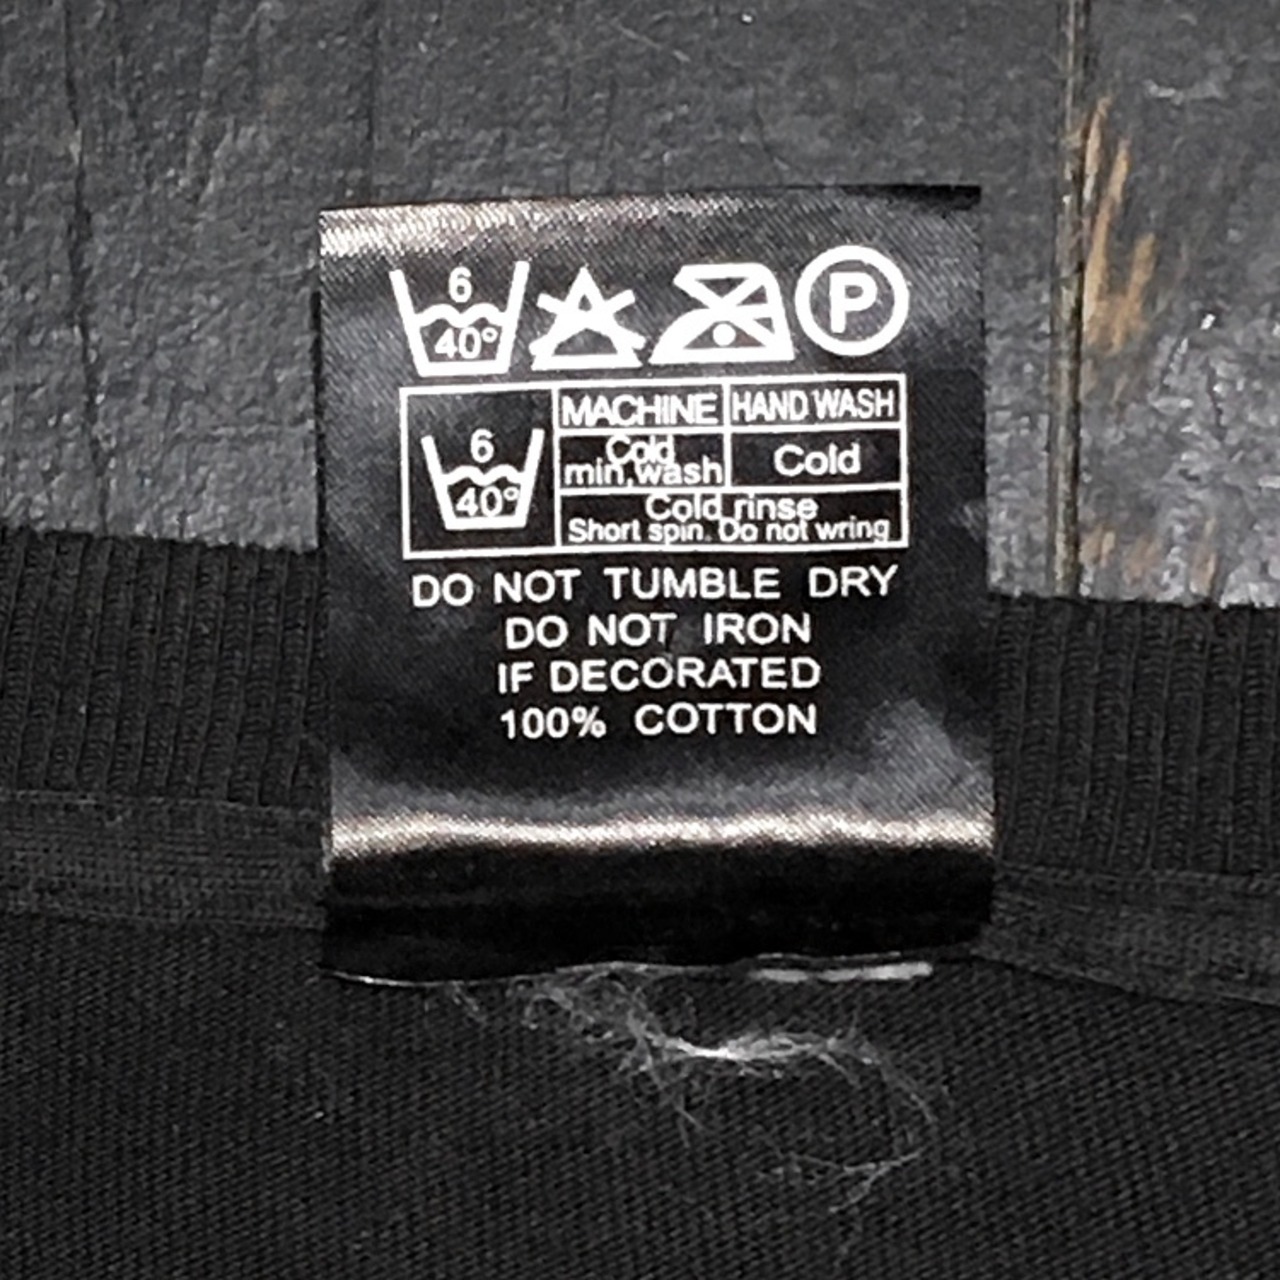 6
40°
P
MACHINE HAND WASH
6
40°
Cold
min,wash
Cold
Cold rinse
Short spin. Do not wring
DO NOT TUMBLE DRY
DO NOT IRON
IF DECORATED
100% COTTON